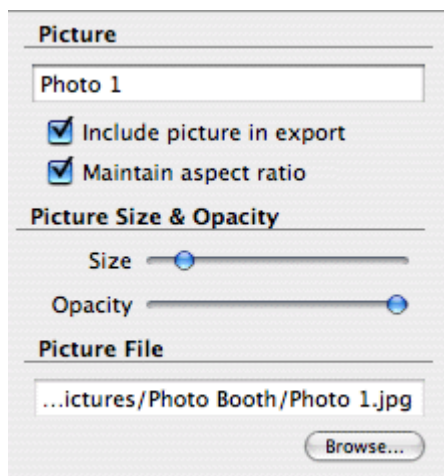 Picture
Photo 1
Include picture in export
Maintain aspect ratio
Picture Size & Opacity
Size
Opacity
Picture File
...ictures/Photo Booth/Photo 1.jpg
Browse...